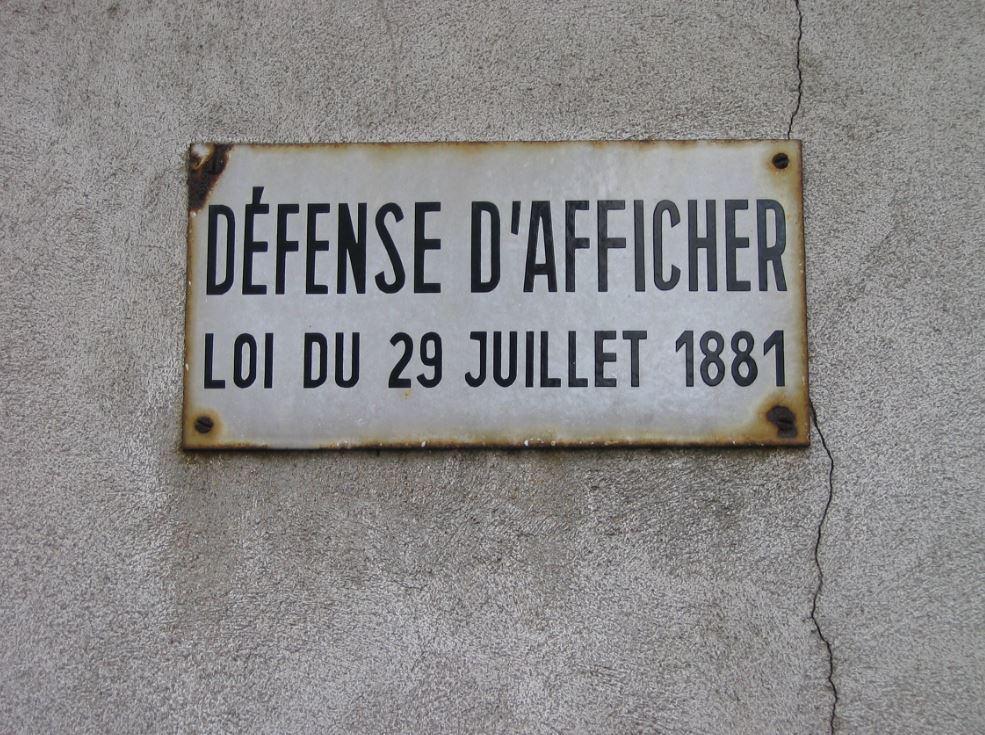 DÉFENSE D'AFFICHER
LOI DU 29 JUILLET 1881